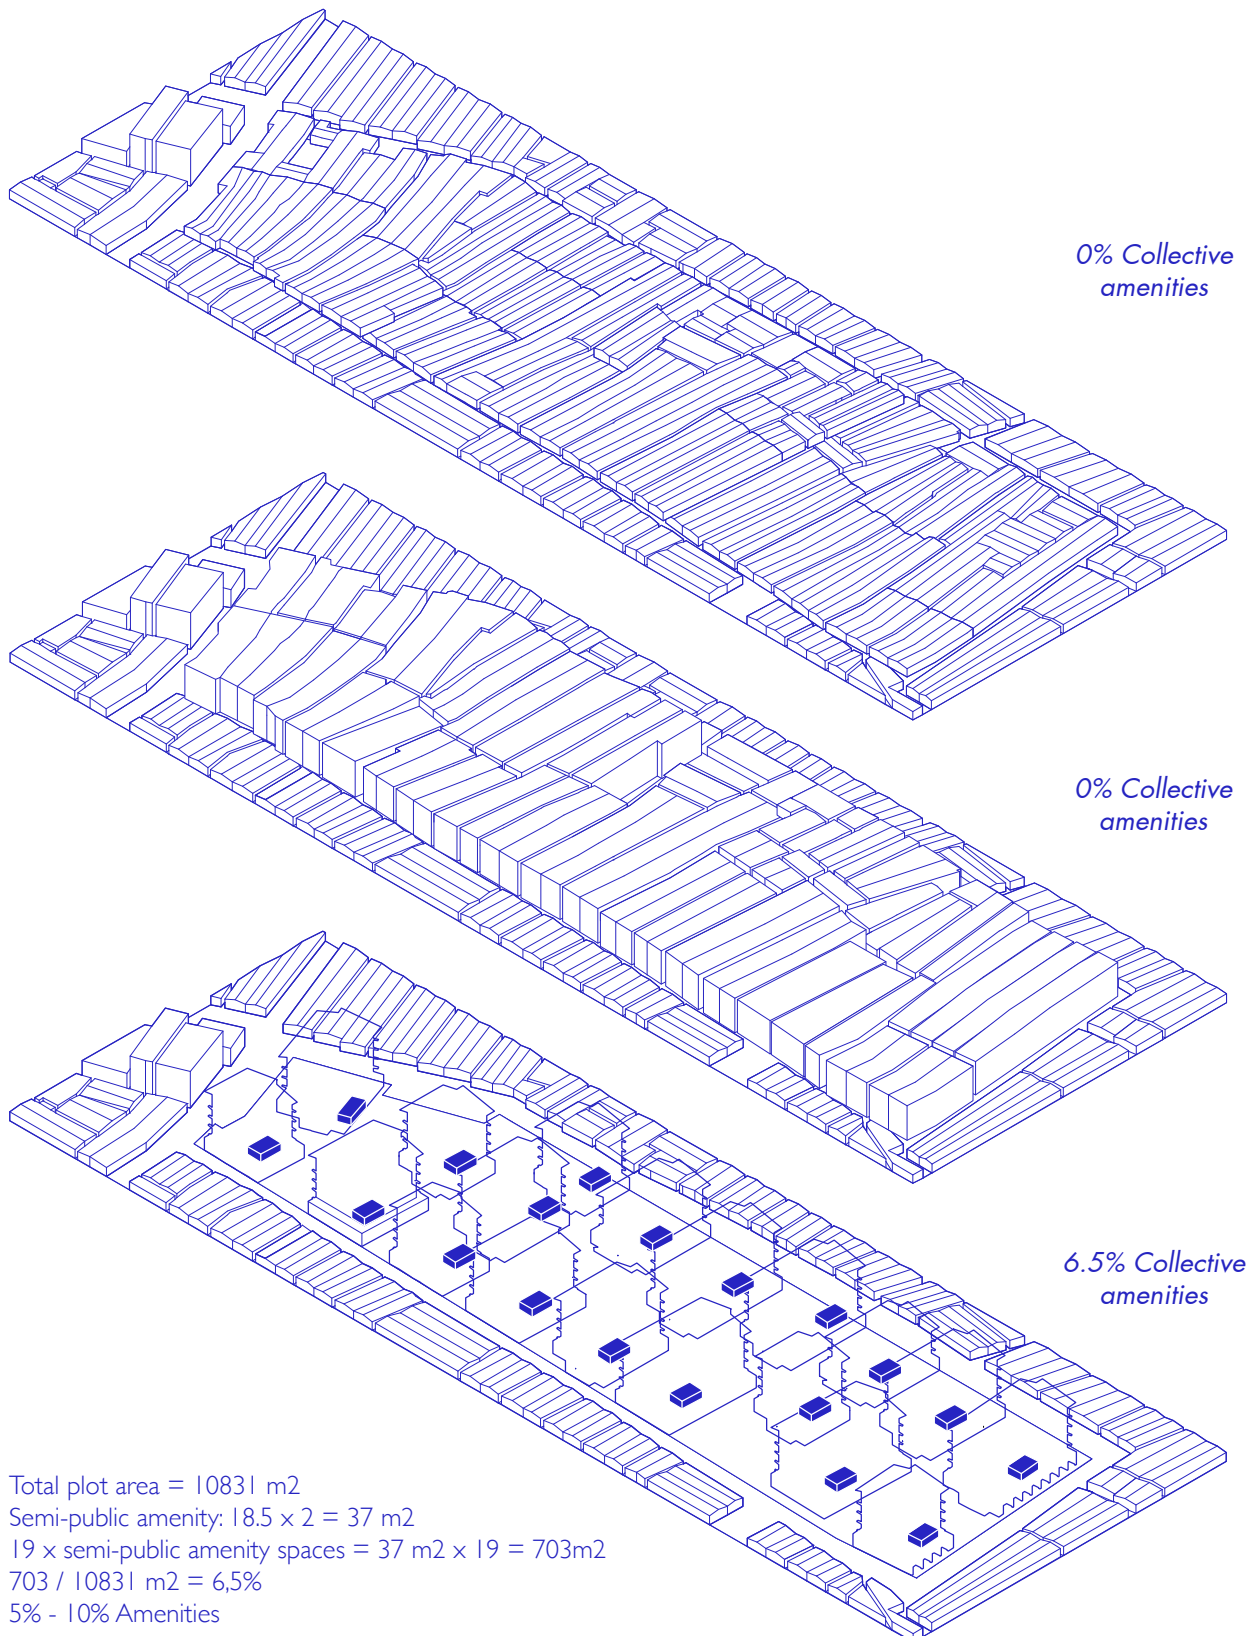 0% Collective
amenities
0% Collective
amenities
6.5% Collective
amenities
Total plot area = 10831 m2
Semi-public amenity: 18.5 x 2 = 37 m2
19 x semi-public amenity spaces = 37 m2 x 19 = 703m2
703 / 10831 m2 = 6,5%
5% - 10% Amenities